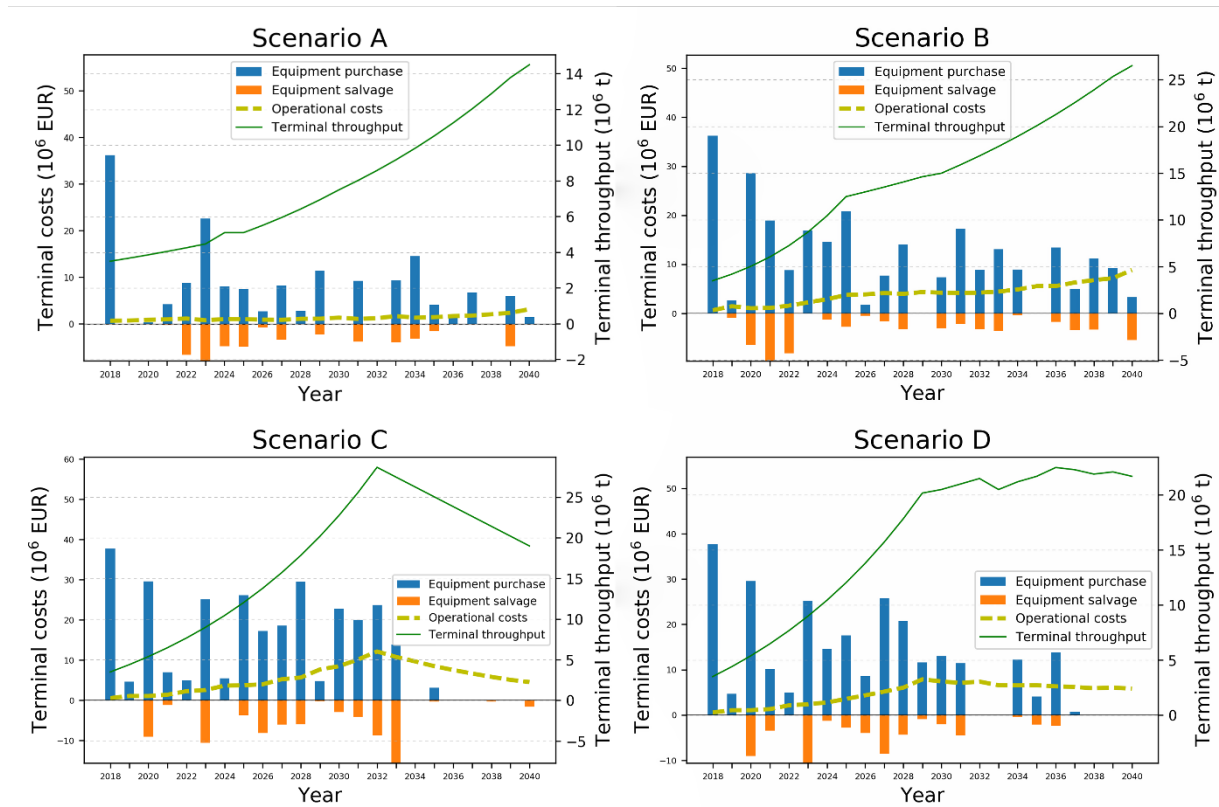 Scenario A
Terminal costs (10⁶ EUR)
50
40
30
20
10
0
Equipment purchase
Equipment salvage
Operational costs
Terminal throughput
14
12
10
8
6
4
2
0
−2
Terminal throughput (10⁶ t)
2018 2020 2022 2024 2026 2028 2030 2032 2034 2036 2038 2040
Year
Scenario B
Terminal costs (10⁶ EUR)
50
40
30
20
10
0
Equipment purchase
Equipment salvage
Operational costs
Terminal throughput
25
20
15
10
5
0
−5
Terminal throughput (10⁶ t)
2018 2020 2022 2024 2026 2028 2030 2032 2034 2036 2038 2040
Year
Scenario C
Terminal costs (10⁶ EUR)
60
50
40
30
20
10
0
−10
Equipment purchase
Equipment salvage
Operational costs
Terminal throughput
25
20
15
10
5
0
−5
Terminal throughput (10⁶ t)
2018 2020 2022 2024 2026 2028 2030 2032 2034 2036 2038 2040
Year
Scenario D
Terminal costs (10⁶ EUR)
50
40
30
20
10
0
−10
Equipment purchase
Equipment salvage
Operational costs
Terminal throughput
20
15
10
5
0
Terminal throughput (10⁶ t)
2018 2020 2022 2024 2026 2028 2030 2032 2034 2036 2038 2040
Year